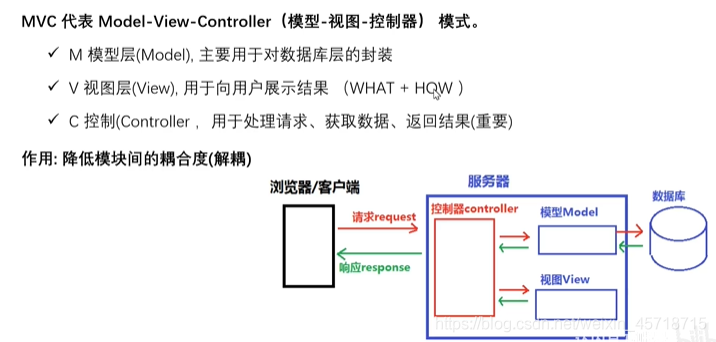 MVC 代表 Model-View-Controller（模型-视图-控制器） 模式。
✓ M 模型层(Model), 主要用于对数据库层的封装
✓ V 视图层(View), 用于向用户展示结果 （WHAT + HOW ）
✓ C 控制(Controller ，用于处理请求、获取数据、返回结果(重要)
作用: 降低模块间的耦合度(解耦)
浏览器/客户端
服务器
数据库
请求request
控制器controller
模型Model
响应response
视图View
https://blog.csdn.net/weixin_45718715